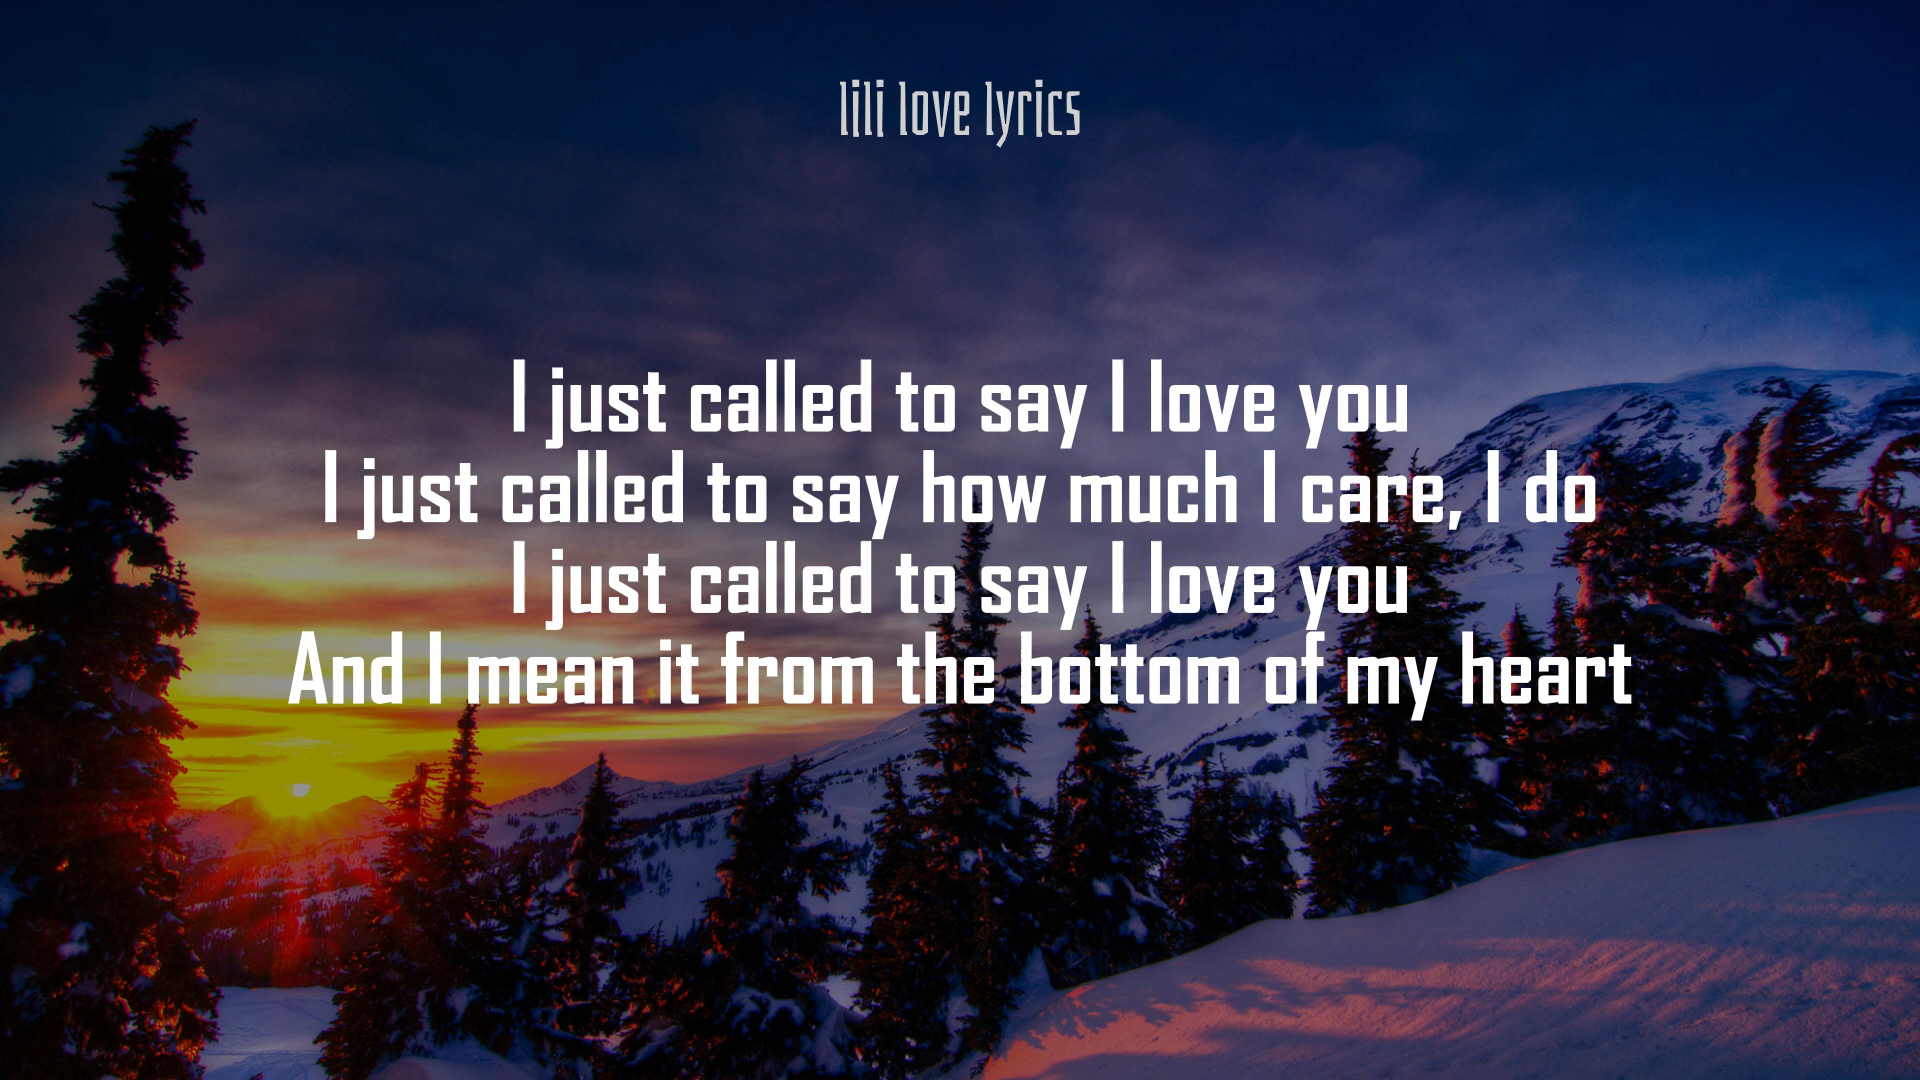 lili love lyrics
I just called to say I love you
I just called to say how much I care, I do
I just called to say I love you
And I mean it from the bottom of my heart